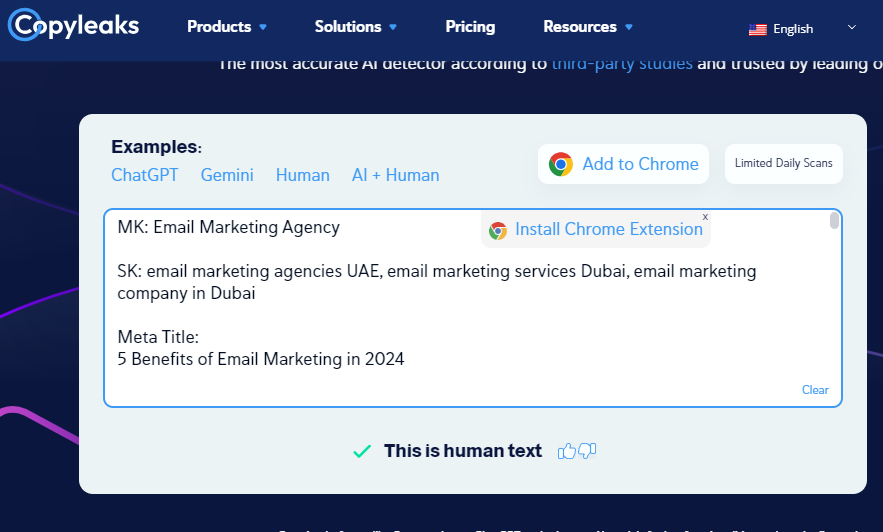 Copyleaks
Products Solutions Pricing Resources English
The most accurate AI detector according to third-party studies and trusted by leading o
Examples:
ChatGPT Gemini Human AI + Human
Add to Chrome
Limited Daily Scans
MK: Email Marketing Agency
Install Chrome Extension x
SK: email marketing agencies UAE, email marketing services Dubai, email marketing
company in Dubai
Meta Title:
5 Benefits of Email Marketing in 2024
Clear
This is human text